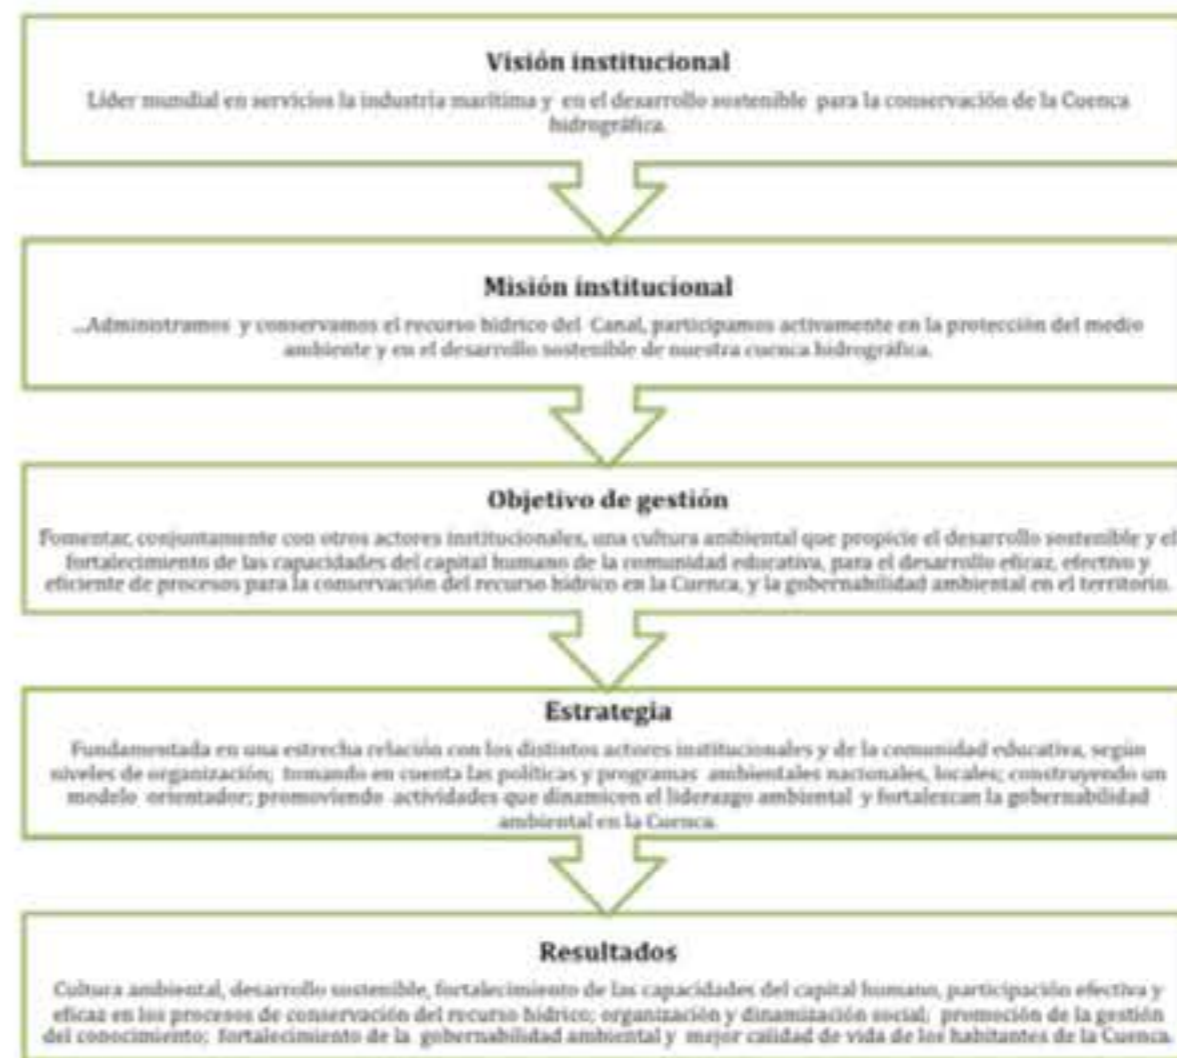 Visión institucional
Líder mundial en servicios la industria marítima y en el desarrollo sostenible para la conservación de la Cuenca
hidrográfica.
Misión institucional
...Administramos y conservamos el recurso hídrico del Canal, participamos activamente en la protección del medio
ambiente y en el desarrollo sostenible de nuestra cuenca hidrográfica.
Objetivo de gestión
Fomentar, conjuntamente con otros actores institucionales, una cultura ambiental que propicie el desarrollo sostenible y el
fortalecimiento de las capacidades del capital humano de la comunidad educativa, para el desarrollo eficaz, efectivo y
eficiente de procesos para la conservación del recurso hídrico en la Cuenca, y la gobernabilidad ambiental en el territorio.
Estrategia
Fundamentada en una estrecha relación con los distintos actores institucionales y de la comunidad educativa, según
niveles de organización; tomando en cuenta las políticas y programas ambientales nacionales, locales; construyendo un
modelo orientador; promoviendo actividades que dinamicen el liderazgo ambiental y fortalezcan la gobernabilidad
ambiental en la Cuenca.
Resultados
Cultura ambiental, desarrollo sostenible, fortalecimiento de las capacidades del capital humano, participación efectiva y
eficaz en los procesos de conservación del recurso hídrico; organización y dinamización social; promoción de la gestión
del conocimiento; fortalecimiento de la gobernabilidad ambiental y mejor calidad de vida de los habitantes de la Cuenca.